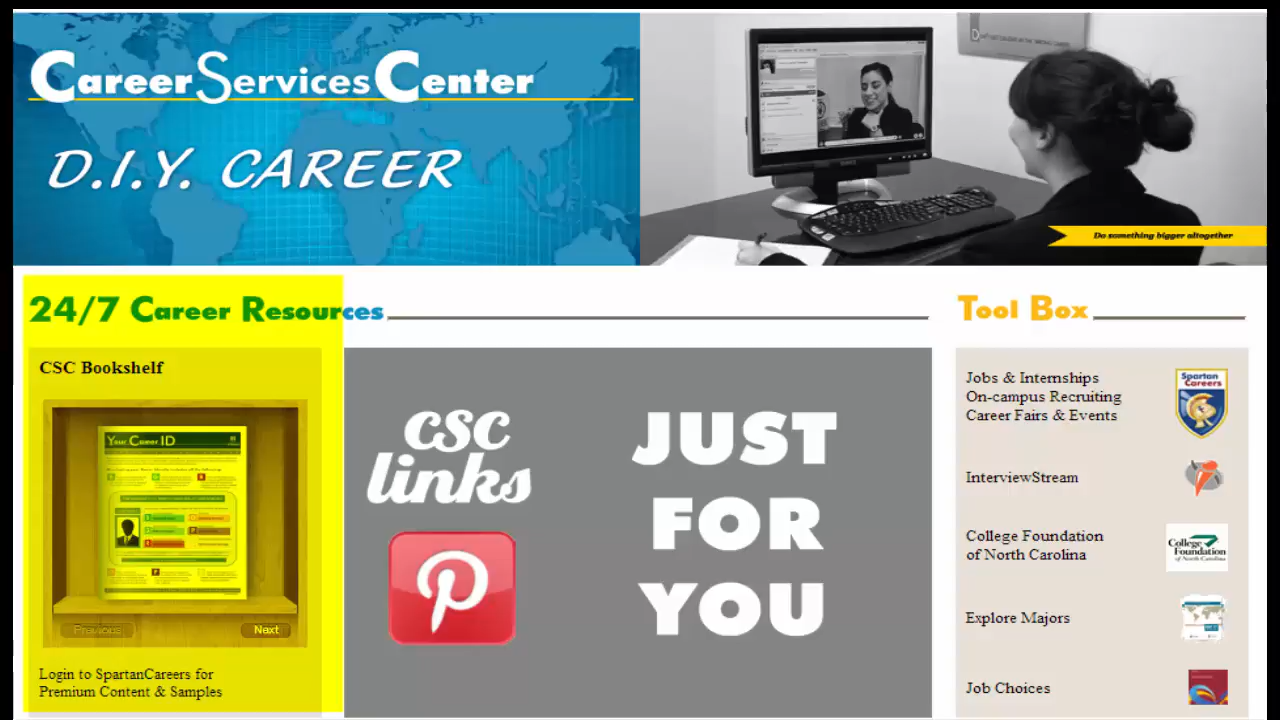 Career Services Center
D.I.Y. CAREER
Do something bigger altogether
24/7 Career Resources
Tool Box
CSC Bookshelf
Your Career ID
Previous
Next
Login to SpartanCareers for
Premium Content & Samples
csc
links
JUST
FOR
YOU
Jobs & Internships
On-campus Recruiting
Career Fairs & Events
Spartan
Careers
InterviewStream
College Foundation
of North Carolina
College
Foundation
of North Carolina
Explore Majors
Job Choices